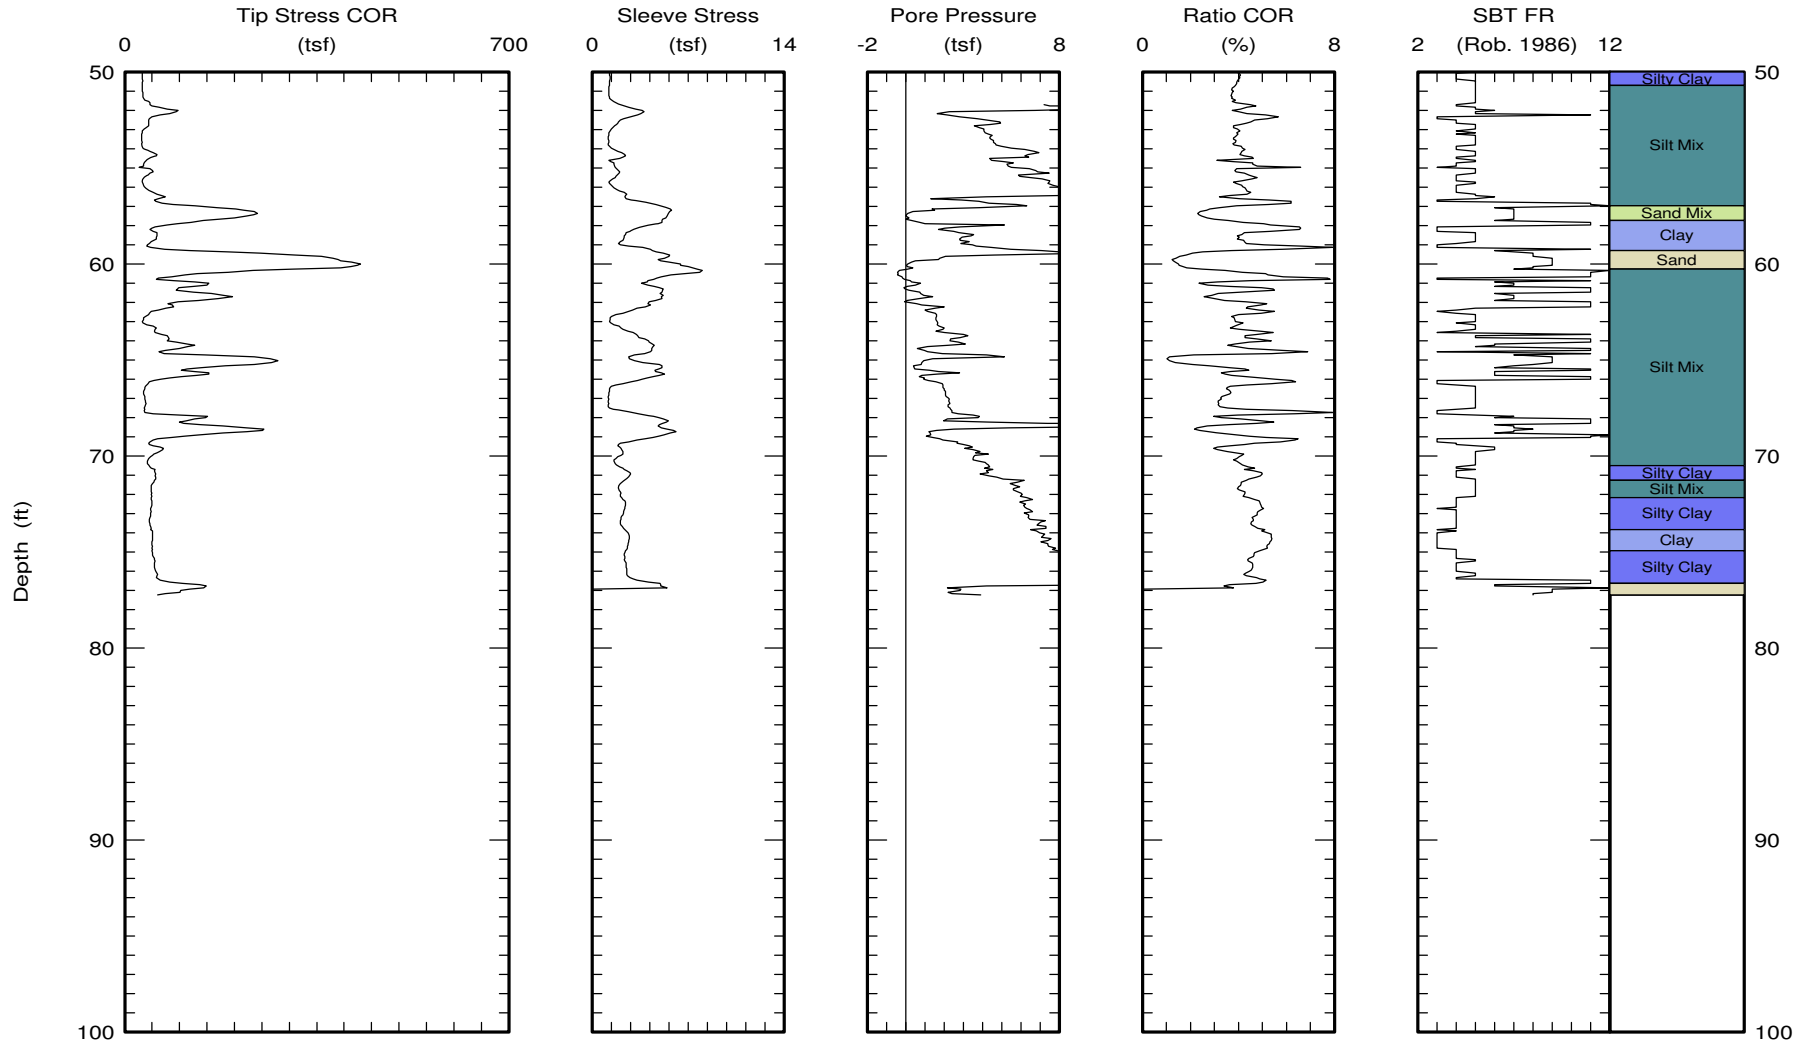 Tip Stress COR Sleeve Stress Pore Pressure Ratio COR SBT FR
0 (tsf) 700 0 (tsf) 14 -2 (tsf) 8 0 (%) 8 2 (Rob. 1986) 12
50 Silty Clay 50
Silt Mix
Sand Mix
Clay
60 Sand 60
Silt Mix
70 70
Silty Clay
Silt Mix
Silty Clay
Clay
Silty Clay
Depth (ft)
80 80
90 90
100 100